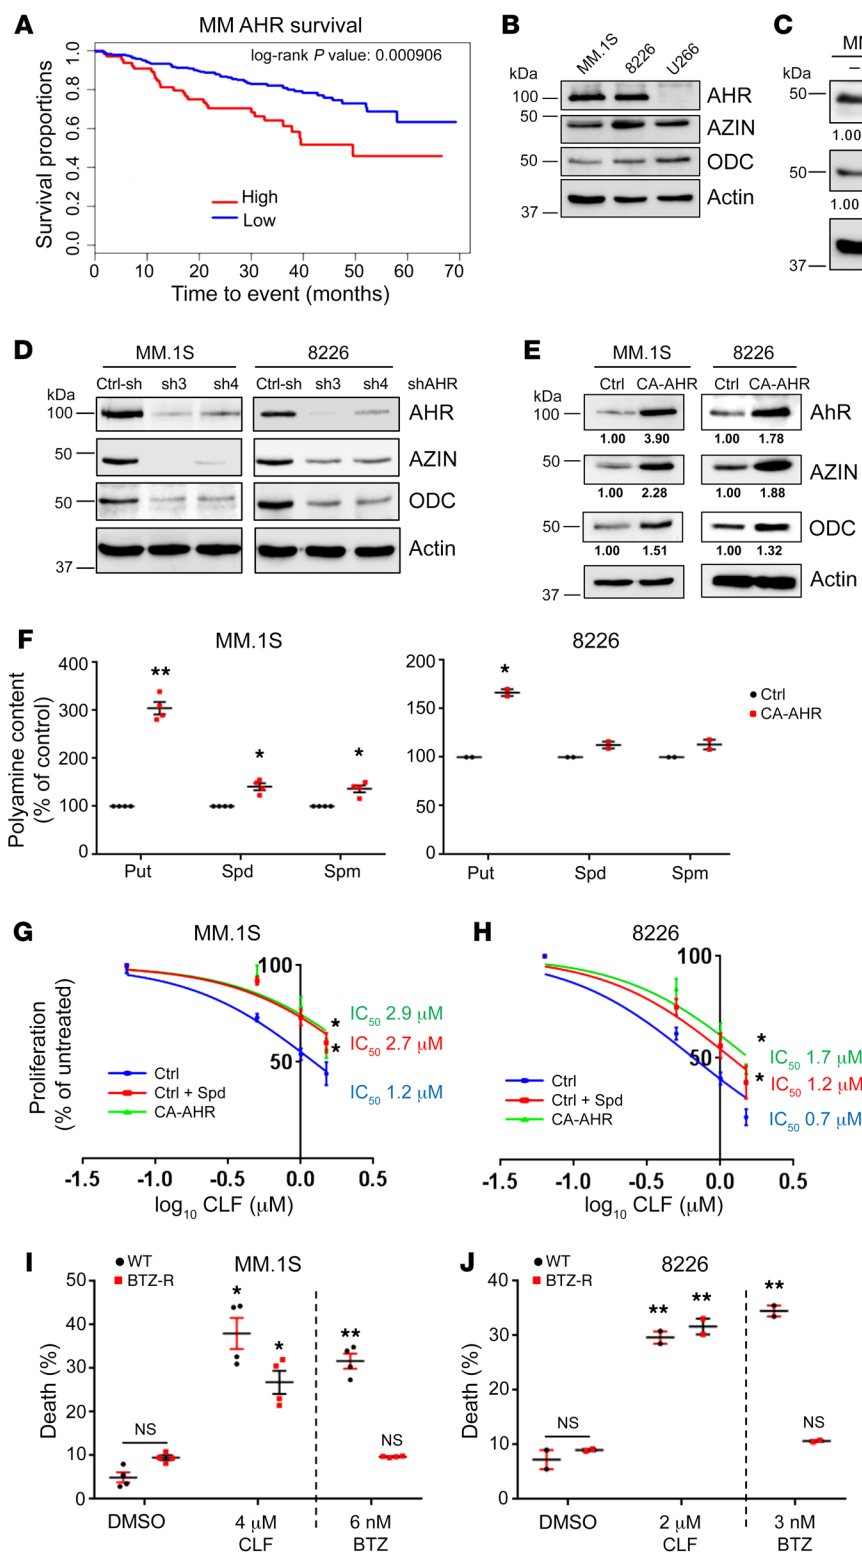 A
MM AHR survival
log-rank P value: 0.000906
Survival proportions
1.0
0.8
0.6
0.4
0.2
0.0
High
Low
0 10 20 30 40 50 60 70
Time to event (months)
B
MM.1S 8226 U266
kDa
100 AHR
50 AZIN
50 ODC
37 Actin
C
kDa
–
50
1.00
50
1.00
37
D
MM.1S 8226
Ctrl-sh sh3 sh4 Ctrl-sh sh3 sh4 shAHR
kDa
100 AHR
50 AZIN
50 ODC
37 Actin
E
MM.1S 8226
Ctrl CA-AHR Ctrl CA-AHR
kDa
100 AhR
1.00 3.90 1.00 1.78
50 AZIN
1.00 2.28 1.00 1.88
50 ODC
1.00 1.51 1.00 1.32
37 Actin
F
MM.1S
Polyamine content
(% of control)
400
300
200
100
0
** * *
Put Spd Spm
8226
200
150
100
50
0
*
Put Spd Spm
Ctrl
CA-AHR
G
MM.1S
Proliferation
(% of untreated)
100
50
*
*
IC50 2.9 μM
IC50 2.7 μM
IC50 1.2 μM
Ctrl
Ctrl + Spd
CA-AHR
-1.5 -1.0 -0.5 0.0 0.5
log10 CLF (μM)
H
8226
100
50
*
*
IC50 1.7 μM
IC50 1.2 μM
IC50 0.7 μM
Ctrl
Ctrl + Spd
CA-AHR
-1.5 -1.0 -0.5 0.0 0.5
log10 CLF (μM)
I
WT
BTZ-R
MM.1S
Death (%)
50
40
30
20
10
0
NS * * ** NS
DMSO 4 μM 6 nM
CLF BTZ
J
WT
BTZ-R
8226
Death (%)
40
30
20
10
0
NS ** ** ** NS
DMSO 2 μM 3 nM
CLF BTZ